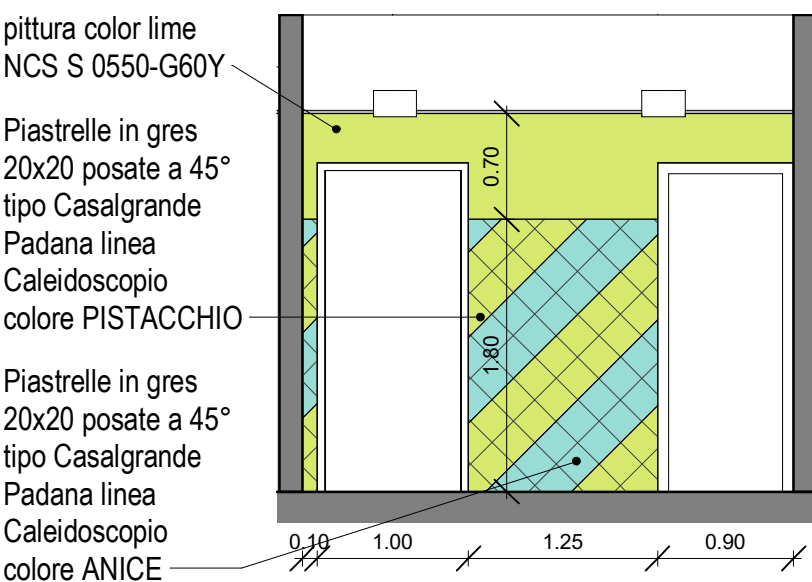 pittura color lime
NCS S 0550-G60Y
Piastrelle in gres
20x20 posate a 45°
tipo Casalgrande
Padana linea
Caleidoscopio
colore PISTACCHIO
Piastrelle in gres
20x20 posate a 45°
tipo Casalgrande
Padana linea
Caleidoscopio
colore ANICE
0.70
1.80
0.10 1.00 1.25 0.90